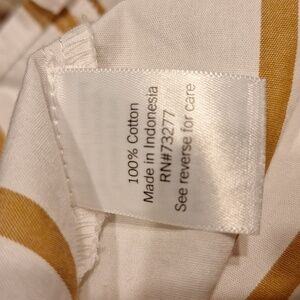 100% Cotton
Made in Indonesia
RN#73277
See reverse for care